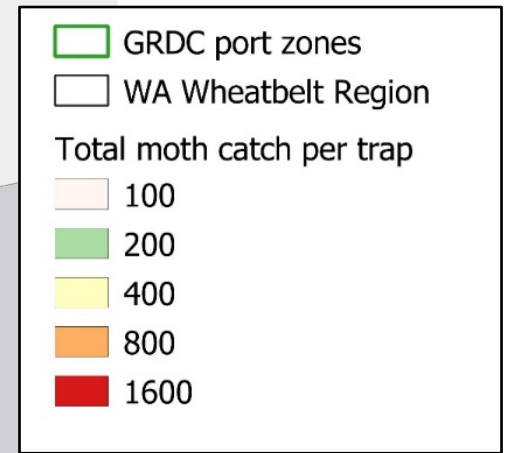 GRDC port zones
WA Wheatbelt Region
Total moth catch per trap
100
200
400
800
1600